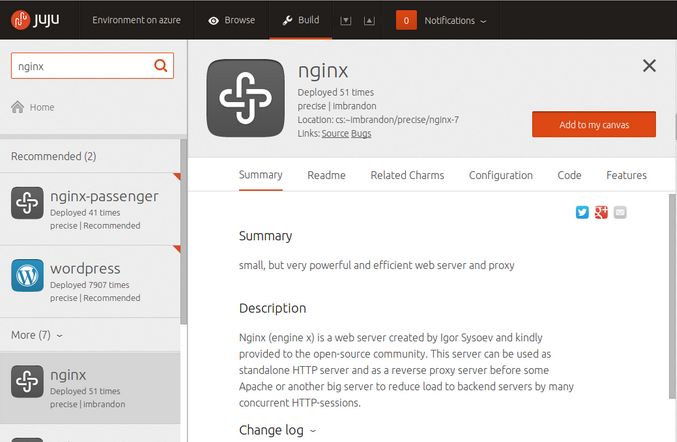 juju
Environment on azure
Browse
Build
0
Notifications
nginx
Home
Recommended (2)
nginx-passenger
Deployed 41 times
precise | Recommended
wordpress
Deployed 7907 times
precise | Recommended
More (7)
nginx
Deployed 51 times
precise | imbrandon
nginx
Deployed 51 times
precise | imbrandon
Location: cs:~imbrandon/precise/nginx-7
Links: Source Bugs
Add to my canvas
Summary
Readme
Related Charms
Configuration
Code
Features
Summary
small, but very powerful and efficient web server and proxy
Description
Nginx (engine x) is a web server created by Igor Sysoev and kindly
provided to the open-source community. This server can be used as
standalone HTTP server and as a reverse proxy server before some
Apache or another big server to reduce load to backend servers by many
concurrent HTTP-sessions.
Change log